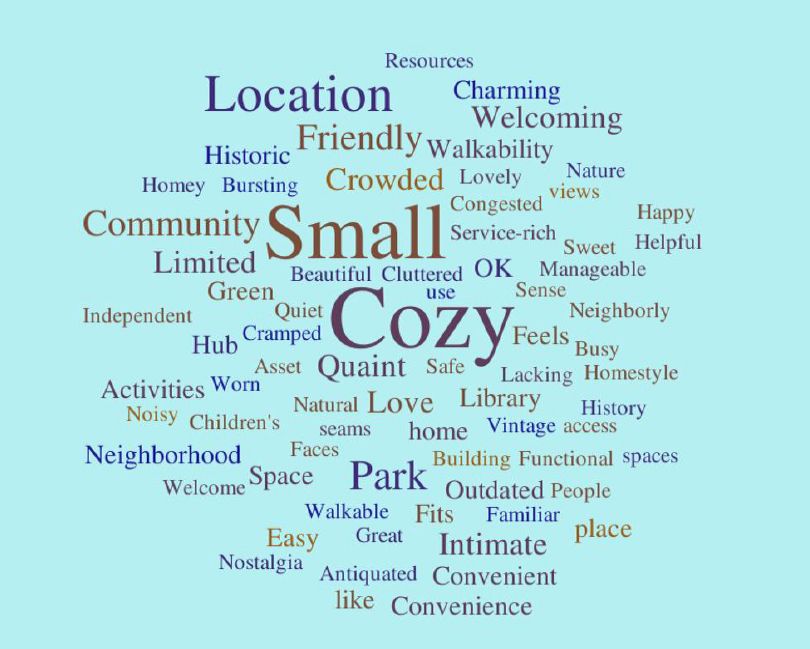 Resources
Location
Charming
Welcoming
Friendly
Walkability
Historic
Nature
Homey
Bursting
Crowded
Lovely
views
Congested
Happy
Community
Small
Service-rich
Sweet
Helpful
Limited
Beautiful
Cluttered
OK
Manageable
Green
use
Sense
Independent
Quiet
Cozy
Neighborly
Hub
Cramped
Feels
Busy
Asset
Quaint
Safe
Lacking
Homestyle
Activities
Worn
Natural
Love
Library
History
Noisy
Children's
seams
home
Vintage
access
Neighborhood
Faces
Building
Functional
spaces
Welcome
Space
Park
Outdated
People
Walkable
Fits
Familiar
place
Easy
Great
Intimate
Nostalgia
Antiquated
Convenient
like
Convenience